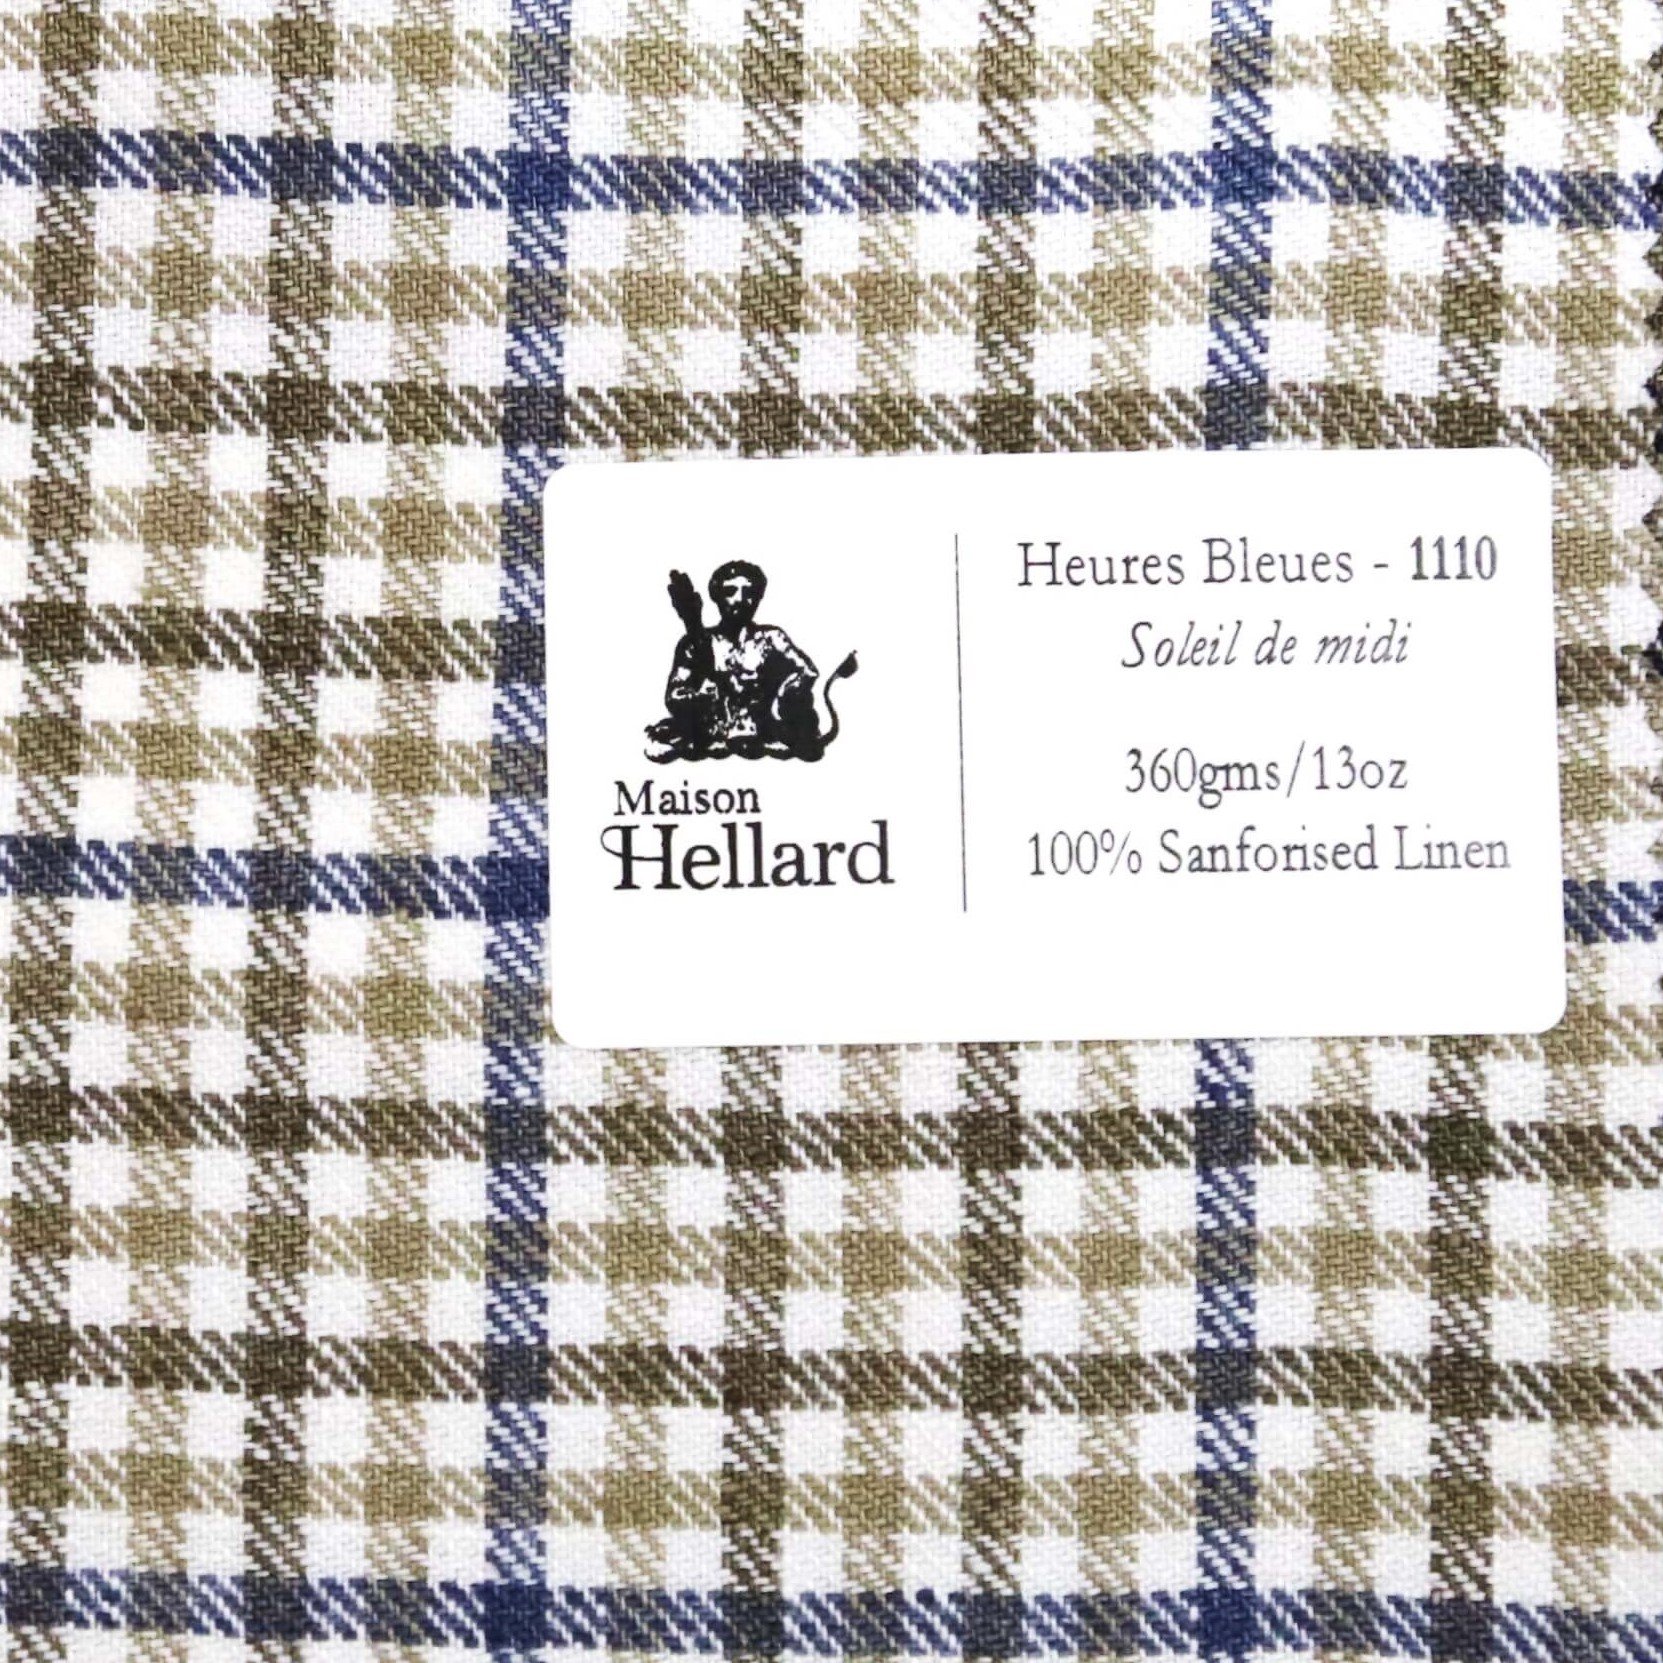 Maison
Hellard
Heures Bleues - 1110
Soleil de midi
360gms/13oz
100% Sanforised Linen